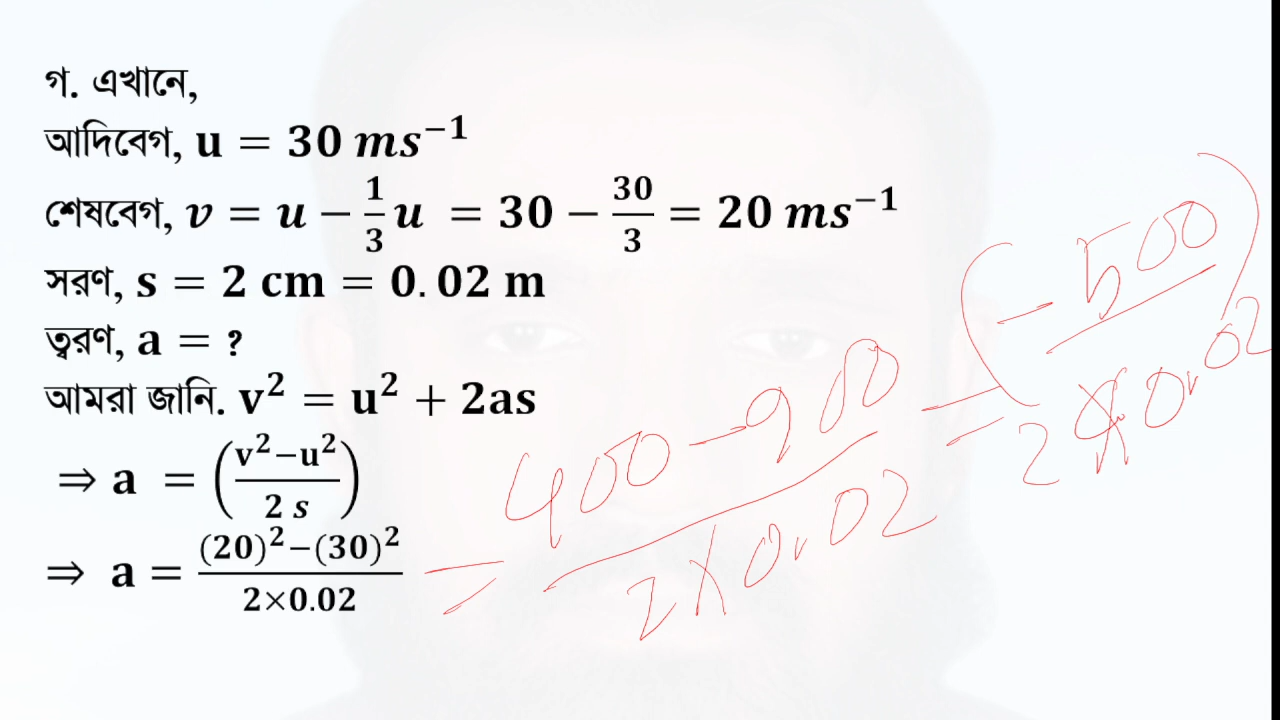 গ. এখানে,
আদিবেগ, u = 30 ms⁻¹
শেষবেগ, v = u − 1/3 u = 30 − 30/3 = 20 ms⁻¹
সরণ, s = 2 cm = 0.02 m
ত্বরণ, a = ?
আমরা জানি. v² = u² + 2as
⇒ a = ((v²−u²)/(2 s))
⇒ a = ((20)²−(30)²)/(2×0.02) = (400 − 900)/(2×0.02) = (−500)/(2×0.02)